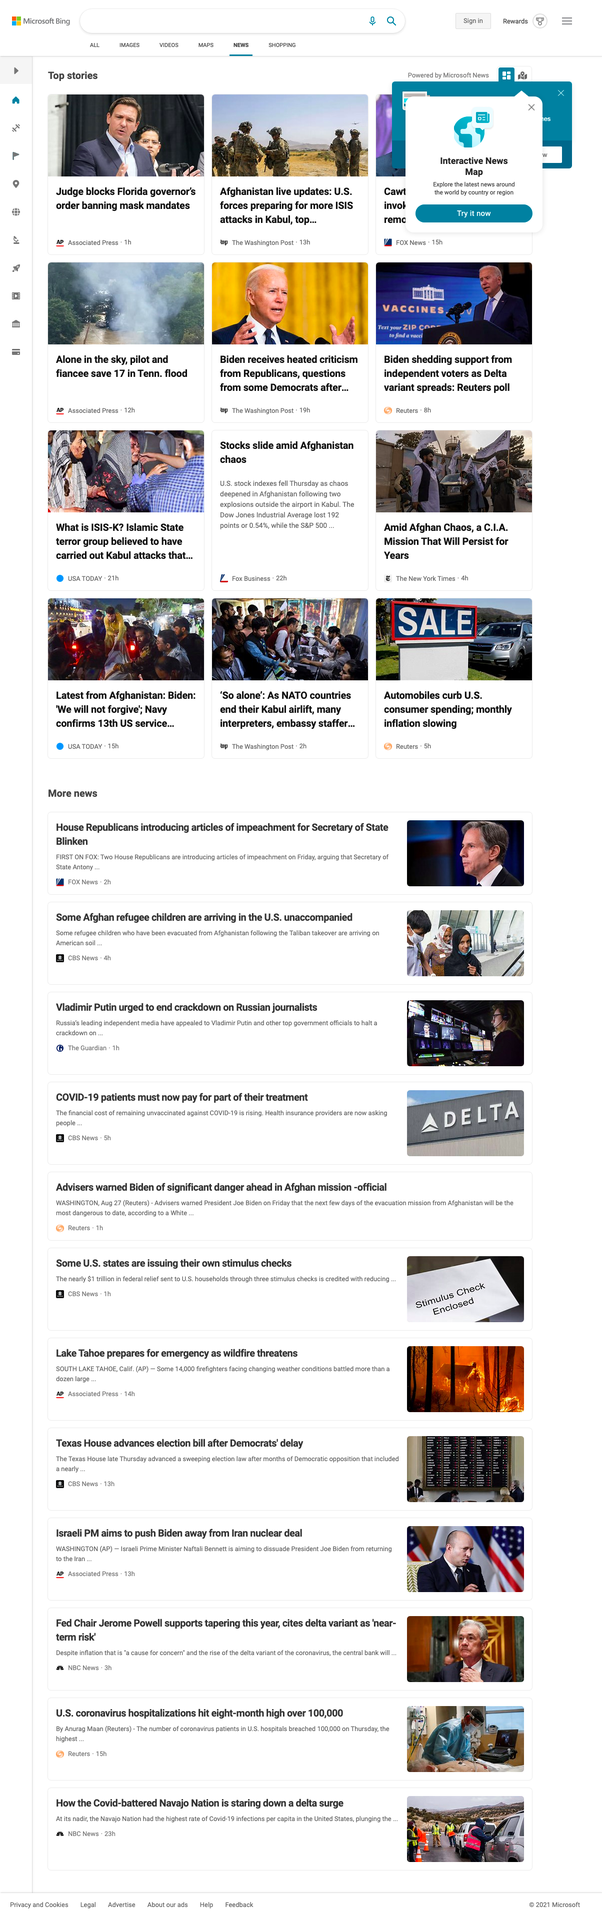 Microsoft Bing
Sign in
Rewards
ALL IMAGES VIDEOS MAPS NEWS SHOPPING
Top stories
Powered by Microsoft News
Interactive News
Map
Explore the latest news around
the world by country or region
Try it now
Judge blocks Florida governor's
order banning mask mandates
AP Associated Press · 1h
Afghanistan live updates: U.S.
forces preparing for more ISIS
attacks in Kabul, top...
wp The Washington Post · 13h
FOX News · 15h
Alone in the sky, pilot and
fiancee save 17 in Tenn. flood
AP Associated Press · 12h
Biden receives heated criticism
from Republicans, questions
from some Democrats after...
wp The Washington Post · 19h
VACCINES
Text your ZIP CO
Biden shedding support from
independent voters as Delta
variant spreads: Reuters poll
Reuters · 8h
What is ISIS-K? Islamic State
terror group believed to have
carried out Kabul attacks that...
USA TODAY · 21h
Stocks slide amid Afghanistan
chaos
U.S. stock indexes fell Thursday as chaos
deepened in Afghanistan following two
explosions outside the airport in Kabul. The
Dow Jones Industrial Average lost 192
points or 0.54%, while the S&P 500 ...
Fox Business · 22h
Amid Afghan Chaos, a C.I.A.
Mission That Will Persist for
Years
The New York Times · 4h
Latest from Afghanistan: Biden:
'We will not forgive'; Navy
confirms 13th US service...
USA TODAY · 15h
'So alone': As NATO countries
end their Kabul airlift, many
interpreters, embassy staffer...
wp The Washington Post · 2h
SALE
Automobiles curb U.S.
consumer spending; monthly
inflation slowing
Reuters · 5h
More news
House Republicans introducing articles of impeachment for Secretary of State
Blinken
FIRST ON FOX: Two House Republicans are introducing articles of impeachment on Friday, arguing that Secretary of
State Antony ...
FOX News · 2h
Some Afghan refugee children are arriving in the U.S. unaccompanied
Some refugee children who have been evacuated from Afghanistan following the Taliban takeover are arriving on
American soil ...
CBS News · 4h
Vladimir Putin urged to end crackdown on Russian journalists
Russia's leading independent media have appealed to Vladimir Putin and other top government officials to halt a
crackdown on ...
The Guardian · 1h
COVID-19 patients must now pay for part of their treatment
The financial cost of remaining unvaccinated against COVID-19 is rising. Health insurance providers are now asking
people ...
CBS News · 5h
DELTA
Advisers warned Biden of significant danger ahead in Afghan mission -official
WASHINGTON, Aug 27 (Reuters) - Advisers warned President Joe Biden on Friday that the next few days of the evacuation mission from Afghanistan will be the
most dangerous to date, according to a White ...
Reuters · 1h
Some U.S. states are issuing their own stimulus checks
The nearly $1 trillion in federal relief sent to U.S. households through three stimulus checks is credited with reducing ...
CBS News · 1h
Stimulus Check
Enclosed
Lake Tahoe prepares for emergency as wildfire threatens
SOUTH LAKE TAHOE, Calif. (AP) — Some 14,000 firefighters facing changing weather conditions battled more than a
dozen large ...
AP Associated Press · 14h
Texas House advances election bill after Democrats' delay
The Texas House late Thursday advanced a sweeping election law after months of Democratic opposition that included
a nearly ...
CBS News · 13h
Israeli PM aims to push Biden away from Iran nuclear deal
WASHINGTON (AP) — Israeli Prime Minister Naftali Bennett is aiming to dissuade President Joe Biden from returning
to the Iran ...
AP Associated Press · 13h
Fed Chair Jerome Powell supports tapering this year, cites delta variant as 'near-
term risk'
Despite inflation that is "a cause for concern" and the rise of the delta variant of the coronavirus, the central bank will ...
NBC News · 3h
U.S. coronavirus hospitalizations hit eight-month high over 100,000
By Anurag Maan (Reuters) - The number of coronavirus patients in U.S. hospitals breached 100,000 on Thursday, the
highest ...
Reuters · 15h
How the Covid-battered Navajo Nation is staring down a delta surge
At its nadir, the Navajo Nation had the highest rate of Covid-19 infections per capita in the United States, plunging the ...
NBC News · 23h
Privacy and Cookies Legal Advertise About our ads Help Feedback
© 2021 Microsoft